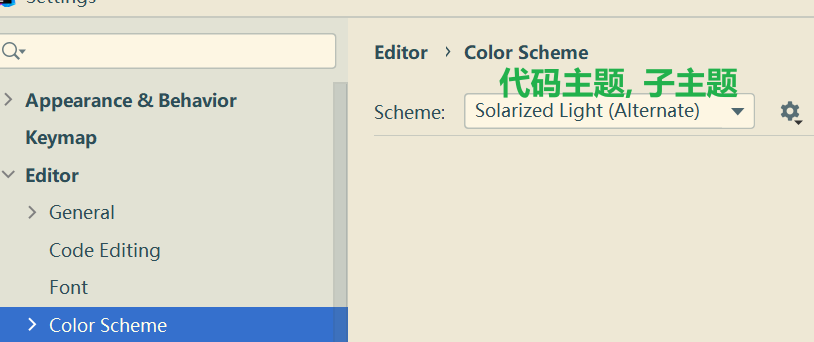 Settings
Editor › Color Scheme
代码主题, 子主题
Scheme: Solarized Light (Alternate)
Appearance & Behavior
Keymap
Editor
General
Code Editing
Font
Color Scheme